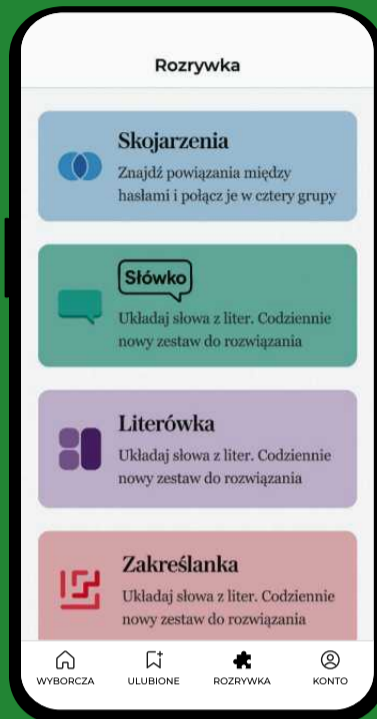 Rozrywka
Skojarzenia
Znajdź powiązania między
hasłami i połącz je w cztery grupy
Słówko
Układaj słowa z liter. Codziennie
nowy zestaw do rozwiązania
Literówka
Układaj słowa z liter. Codziennie
nowy zestaw do rozwiązania
Zakreślanka
Układaj słowa z liter. Codziennie
nowy zestaw do rozwiązania
WYBORCZA ULUBIONE ROZRYWKA KONTO